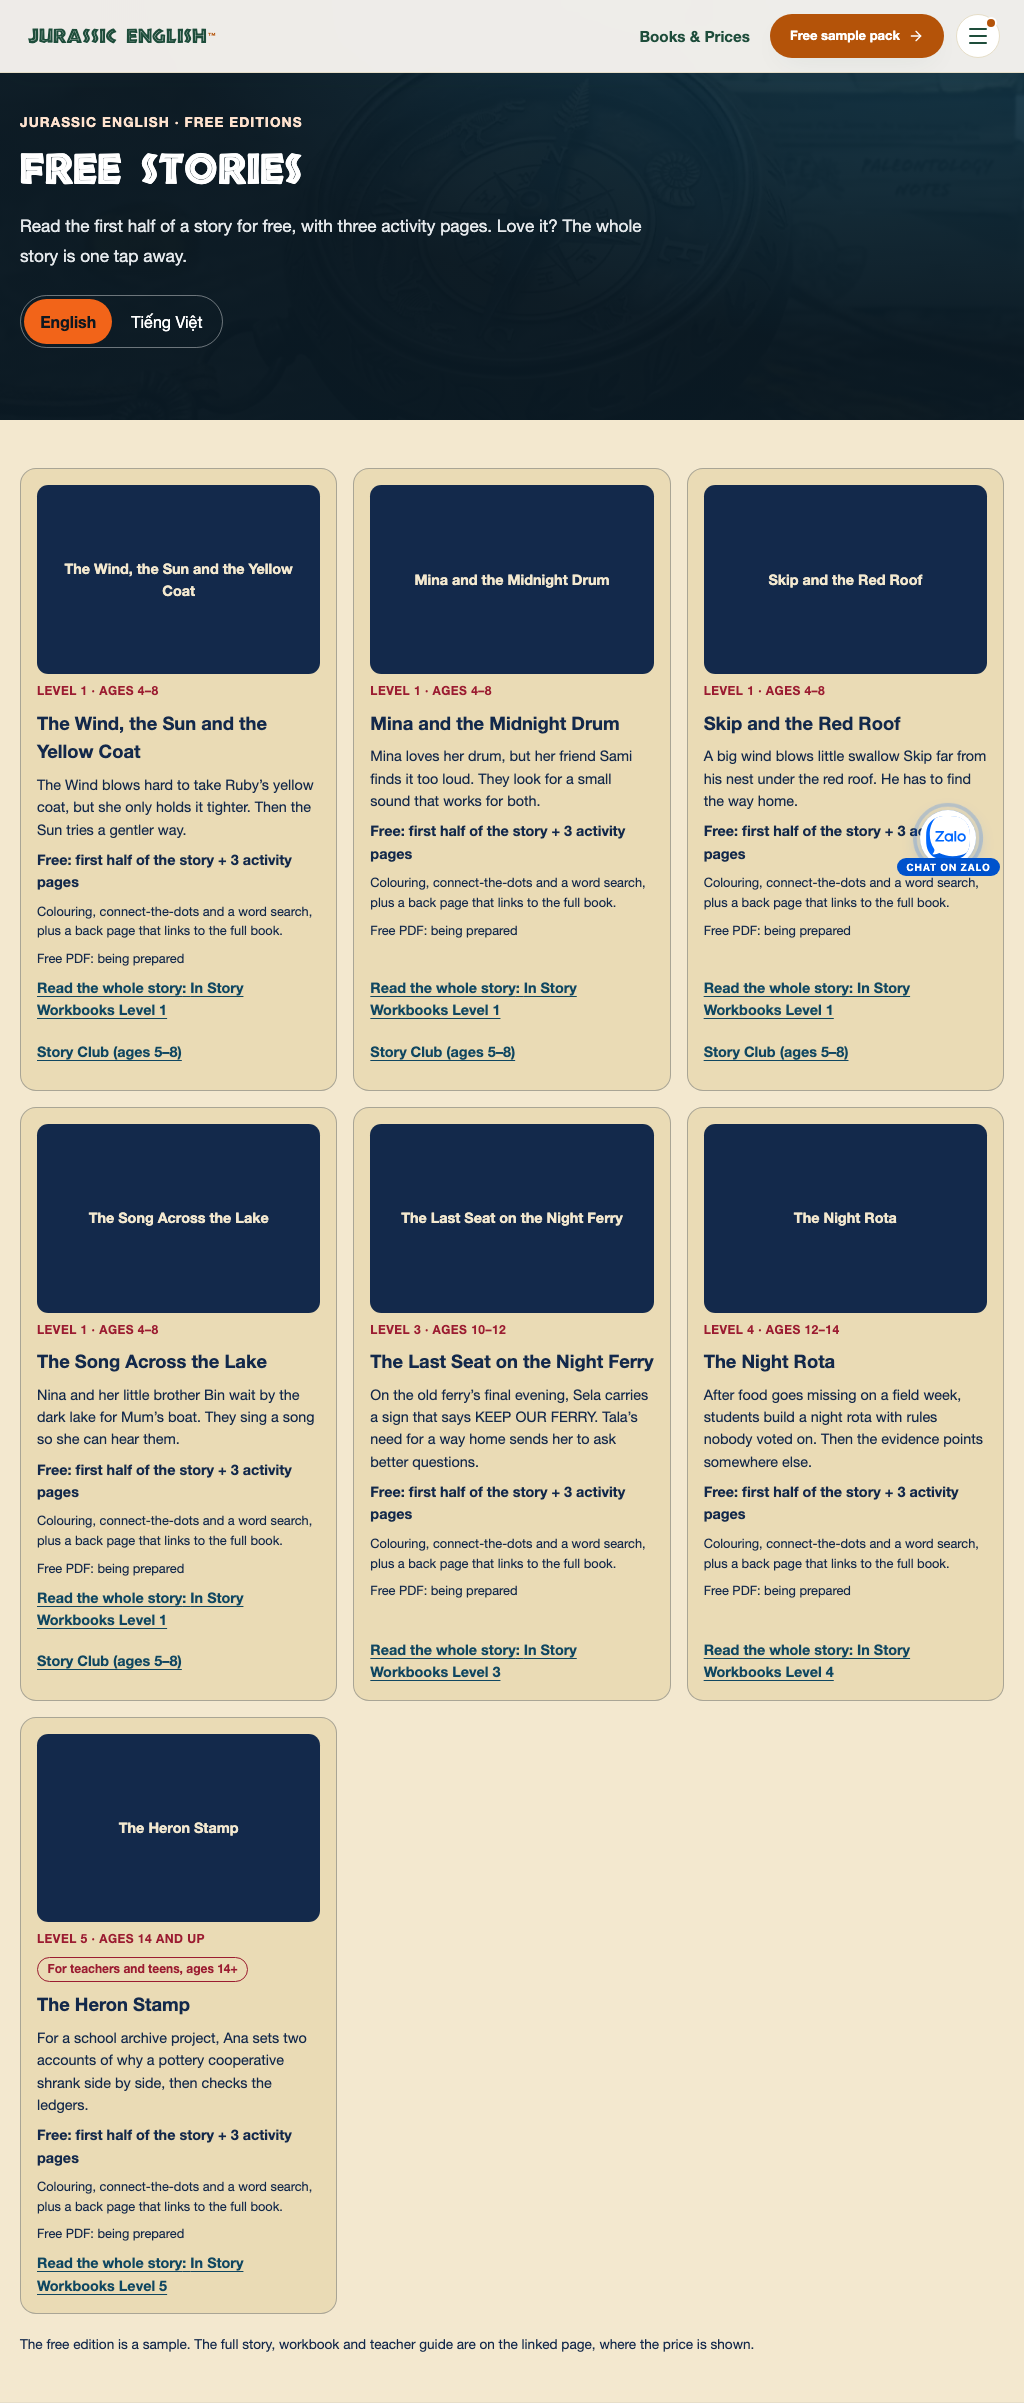 JURASSIC ENGLISH™
Books & Prices
Free sample pack →
JURASSIC ENGLISH · FREE EDITIONS
FREE STORIES
Read the first half of a story for free, with three activity pages. Love it? The whole
story is one tap away.
English
Tiếng Việt
The Wind, the Sun and the Yellow
Coat
LEVEL 1 · AGES 4–8
The Wind, the Sun and the
Yellow Coat
The Wind blows hard to take Ruby's yellow
coat, but she only holds it tighter. Then the
Sun tries a gentler way.
Free: first half of the story + 3 activity
pages
Colouring, connect-the-dots and a word search,
plus a back page that links to the full book.
Free PDF: being prepared
Read the whole story: In Story
Workbooks Level 1
Story Club (ages 5–8)
Mina and the Midnight Drum
LEVEL 1 · AGES 4–8
Mina and the Midnight Drum
Mina loves her drum, but her friend Sami
finds it too loud. They look for a small
sound that works for both.
Free: first half of the story + 3 activity
pages
Colouring, connect-the-dots and a word search,
plus a back page that links to the full book.
Free PDF: being prepared
Read the whole story: In Story
Workbooks Level 1
Story Club (ages 5–8)
Skip and the Red Roof
LEVEL 1 · AGES 4–8
Skip and the Red Roof
A big wind blows little swallow Skip far from
his nest under the red roof. He has to find
the way home.
Free: first half of the story + 3
pages
Zalo
CHAT ON ZALO
Colouring, connect-the-dots and a word search,
plus a back page that links to the full book.
Free PDF: being prepared
Read the whole story: In Story
Workbooks Level 1
Story Club (ages 5–8)
The Song Across the Lake
LEVEL 1 · AGES 4–8
The Song Across the Lake
Nina and her little brother Bin wait by the
dark lake for Mum's boat. They sing a song
so she can hear them.
Free: first half of the story + 3 activity
pages
Colouring, connect-the-dots and a word search,
plus a back page that links to the full book.
Free PDF: being prepared
Read the whole story: In Story
Workbooks Level 1
Story Club (ages 5–8)
The Last Seat on the Night Ferry
LEVEL 3 · AGES 10–12
The Last Seat on the Night Ferry
On the old ferry's final evening, Sela carries
a sign that says KEEP OUR FERRY. Tala's
need for a way home sends her to ask
better questions.
Free: first half of the story + 3 activity
pages
Colouring, connect-the-dots and a word search,
plus a back page that links to the full book.
Free PDF: being prepared
Read the whole story: In Story
Workbooks Level 3
The Night Rota
LEVEL 4 · AGES 12–14
The Night Rota
After food goes missing on a field week,
students build a night rota with rules
nobody voted on. Then the evidence points
somewhere else.
Free: first half of the story + 3 activity
pages
Colouring, connect-the-dots and a word search,
plus a back page that links to the full book.
Free PDF: being prepared
Read the whole story: In Story
Workbooks Level 4
The Heron Stamp
LEVEL 5 · AGES 14 AND UP
For teachers and teens, ages 14+
The Heron Stamp
For a school archive project, Ana sets two
accounts of why a pottery cooperative
shrank side by side, then checks the
ledgers.
Free: first half of the story + 3 activity
pages
Colouring, connect-the-dots and a word search,
plus a back page that links to the full book.
Free PDF: being prepared
Read the whole story: In Story
Workbooks Level 5
The free edition is a sample. The full story, workbook and teacher guide are on the linked page, where the price is shown.